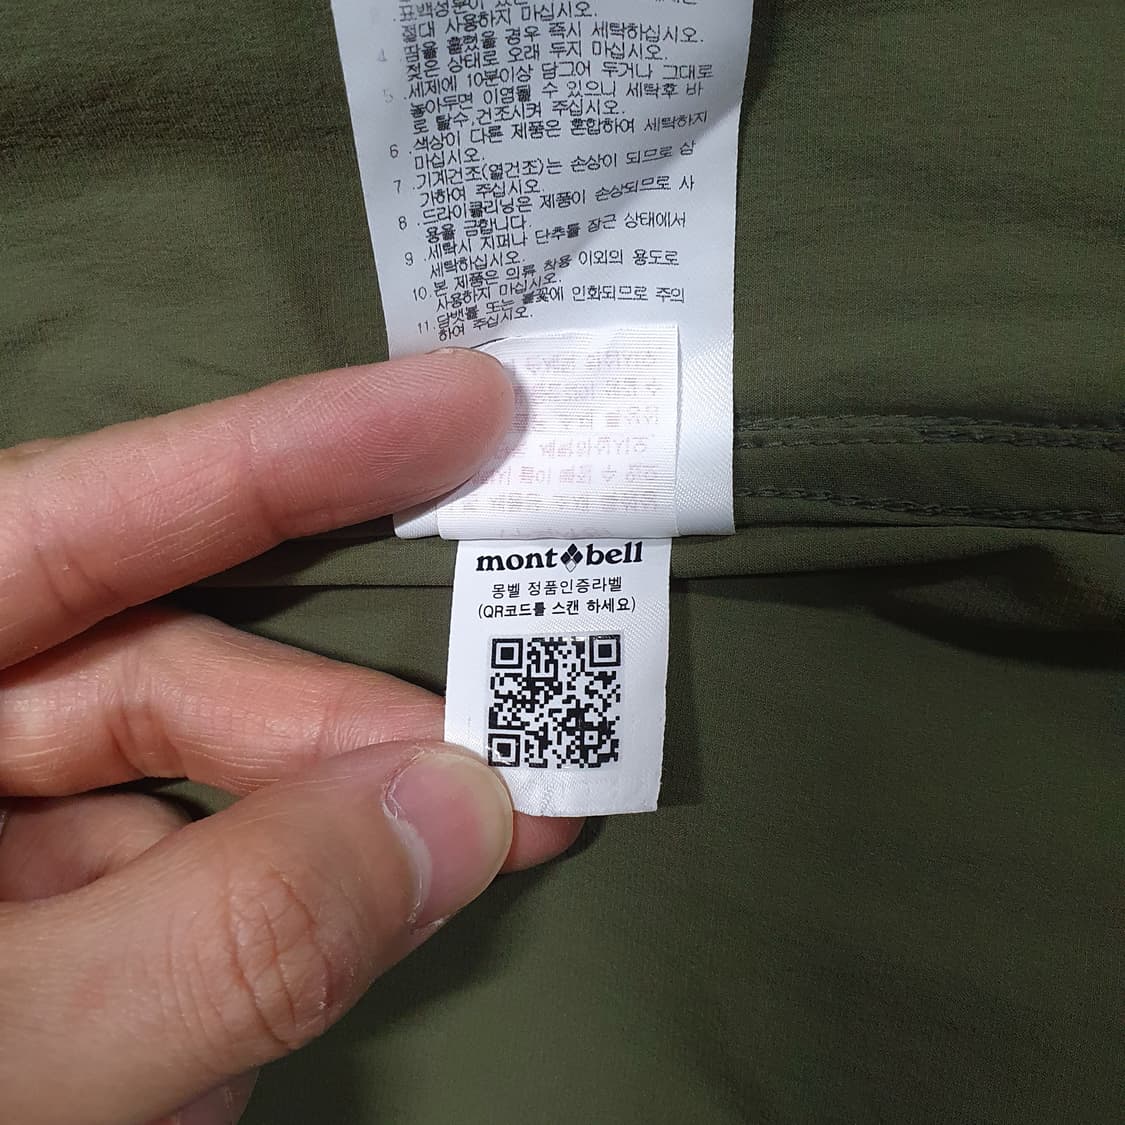 .표백성분이
절대 사용하지 마십시오.
4 .땀을 흘렸을 경우 즉시 세탁하십시오.
젖은 상태로 오래 두지 마십시오.
5 .세제에 10분이상 담그어 두거나 그대로
놓아두면 이염될 수 있으니 세탁후 바
로 탈수,건조시켜 주십시오.
6 .색상이 다른 제품은 혼합하여 세탁하지
마십시오.
7 .기계건조(열건조)는 손상이 되므로 삼
가하여 주십시오.
8 .드라이클리닝은 제품이 손상되므로 사
용을 금합니다.
9 .세탁시 지퍼나 단추를 잠근 상태에서
세탁하십시오.
10.본 제품은 의류 착용 이외의 용도로
사용하지 마십시오.
11.담뱃불 또는 불꽃에 인화되므로 주의
하여 주십시오.
mont bell
몽벨 정품인증라벨
(QR코드를 스캔 하세요)